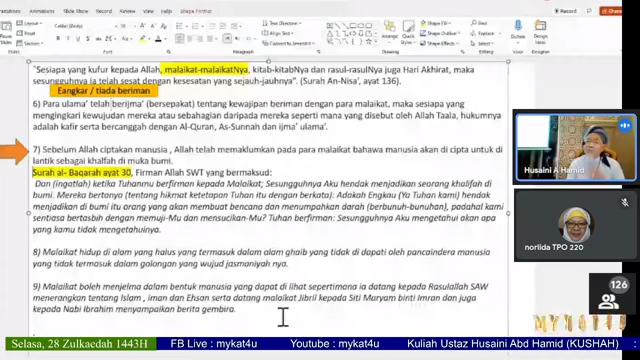 "Sesiapa yang kufur kepada Allah, malaikat-malaikatNya, kitab-kitabNya dan rasul-rasulNya juga Hari Akhirat, maka
sesungguhnya ia telah sesat dengan kesesatan yang sejauh-jauhnya". (Surah An-Nisa', ayat 136).
Eangkar / tiada beriman
6) Para ulama' telah berijma' (bersepakat) tentang kewajipan beriman dengan para malaikat, maka sesiapa yang
mengingkari kewujudan mereka atau sebahagian daripada mereka seperti mana yang disebut oleh Allah Taala, hukumnya
adalah kafir serta bercanggah dengan Al-Quran, As-Sunnah dan ijma' ulama'.
7) Sebelum Allah ciptakan manusia , Allah telah memaklumkan pada para malaikat bahawa manusia akan di cipta untuk di
lantik sebagai khalfah di muka bumi.
Surah al- Baqarah ayat 30, Firman Allah SWT yang bermaksud:
Dan (ingatlah) ketika Tuhanmu berfirman kepada Malaikat; Sesungguhnya Aku hendak menjadikan seorang khalifah di
bumi. Mereka bertanya (tentang hikmat ketetapan Tuhan itu dengan berkata): Adakah Engkau (Ya Tuhan kami) hendak
menjadikan di bumi itu orang yang akan membuat bencana dan menumpahkan darah (berbunuh-bunuhan), padahal kami
sentiasa bertasbih dengan memuji-Mu dan mensucikan-Mu? Tuhan berfirman: Sesungguhnya Aku mengetahui akan apa
yang kamu tidak mengetahuinya.
8) Malaikat hidup di alam yang halus yang termasuk dalam alam ghaib yang tidak di dapati oleh pancaindera manusia
yang tidak termasuk dalam golongan yang wujud jasmaniyah nya.
9) Malaikat boleh menjelma dalam bentuk manusia yang dapat di lihat sepertimana ia datang kepada Rasulallah SAW
menerangkan tentang Islam , iman dan Ehsan serta datang malaikat Jibril kepada Siti Maryam binti Imran dan juga
kepada Nabi Ibrahim menyampaikan berita gembira.
Husaini A Hamid
norlida TPO 220
126
MYKAT4U
Selasa, 28 Zulkaedah 1443H
FB Live : mykat4u
Youtube : mykat4u
Kuliah Ustaz Husaini Abd Hamid (KUSHAH)